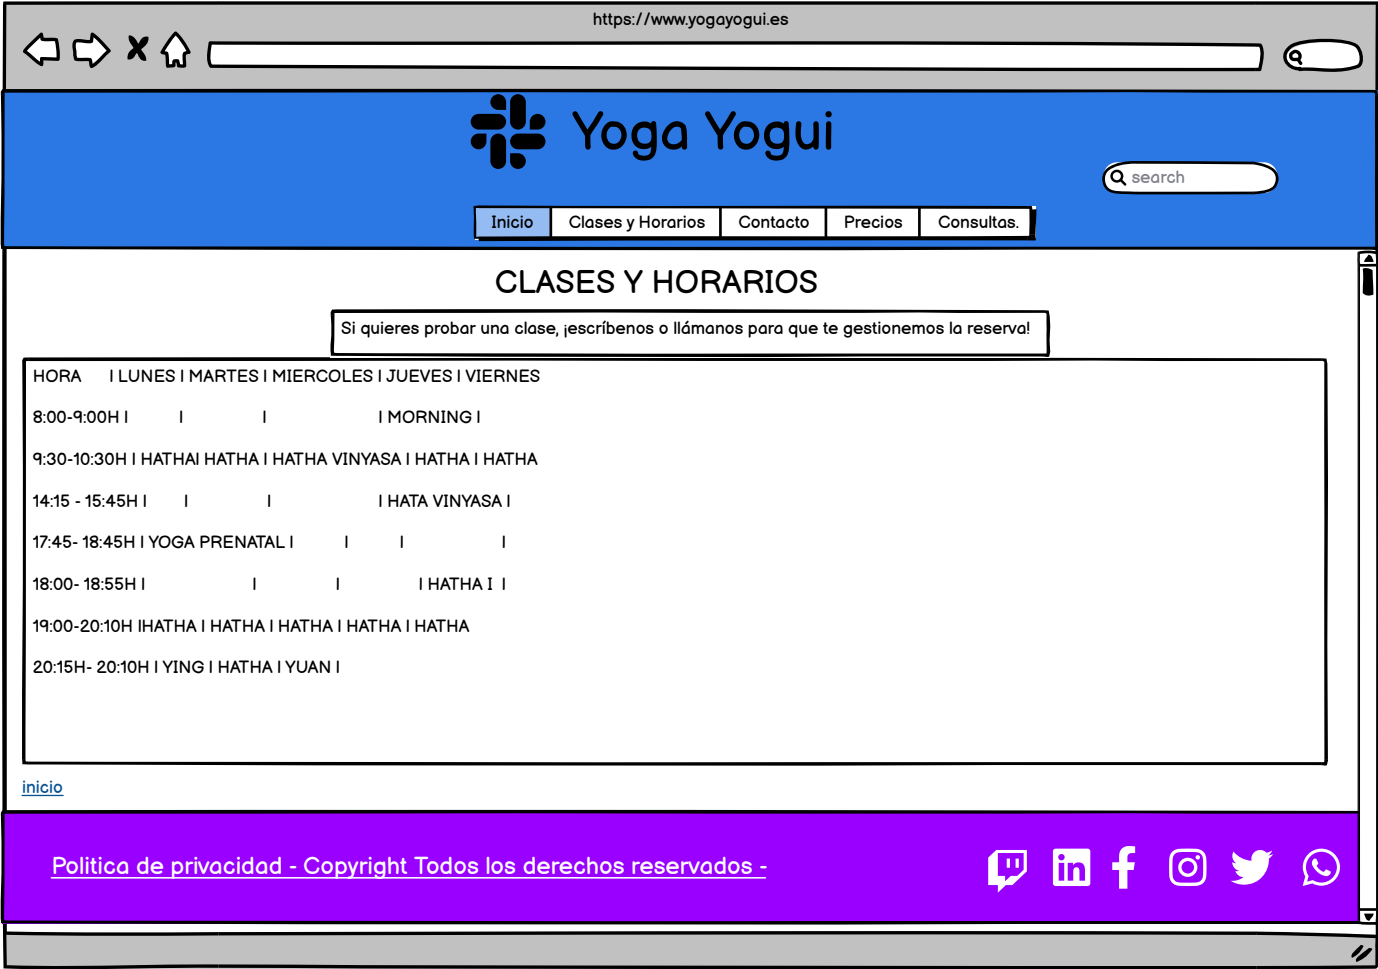 https://www.yogayogui.es
Yoga Yogui
search
Inicio Clases y Horarios Contacto Precios Consultas.
CLASES Y HORARIOS
Si quieres probar una clase, ¡escríbenos o llámanos para que te gestionemos la reserva!
HORA | LUNES | MARTES | MIERCOLES | JUEVES | VIERNES
8:00-9:00H | | | | MORNING |
9:30-10:30H | HATHA| HATHA | HATHA VINYASA | HATHA | HATHA
14:15 - 15:45H | | | | HATA VINYASA |
17:45- 18:45H | YOGA PRENATAL | | | |
18:00- 18:55H | | | | HATHA I |
19:00-20:10H |HATHA | HATHA | HATHA | HATHA | HATHA
20:15H- 20:10H | YING | HATHA | YUAN |
inicio
Politica de privacidad - Copyright Todos los derechos reservados -